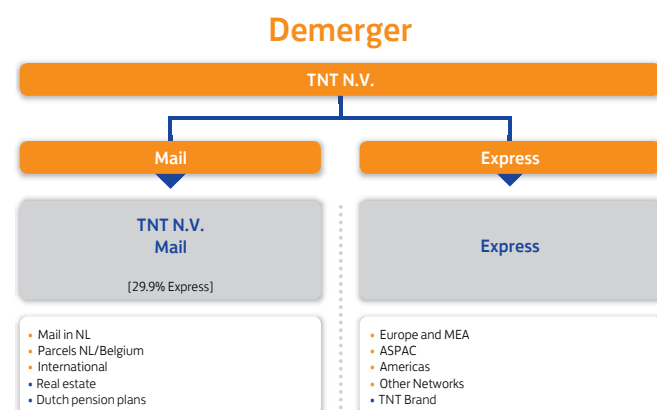 Demerger
TNT N.V.
Mail
Express
TNT N.V.
Mail
[29.9% Express]
Express
• Mail in NL
• Parcels NL/Belgium
• International
• Real estate
• Dutch pension plans
• Europe and MEA
• ASPAC
• Americas
• Other Networks
• TNT Brand